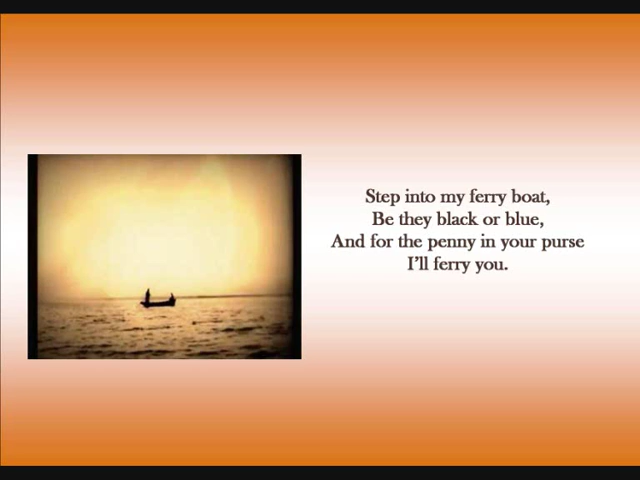 Step into my ferry boat,
Be they black or blue,
And for the penny in your purse
I'll ferry you.